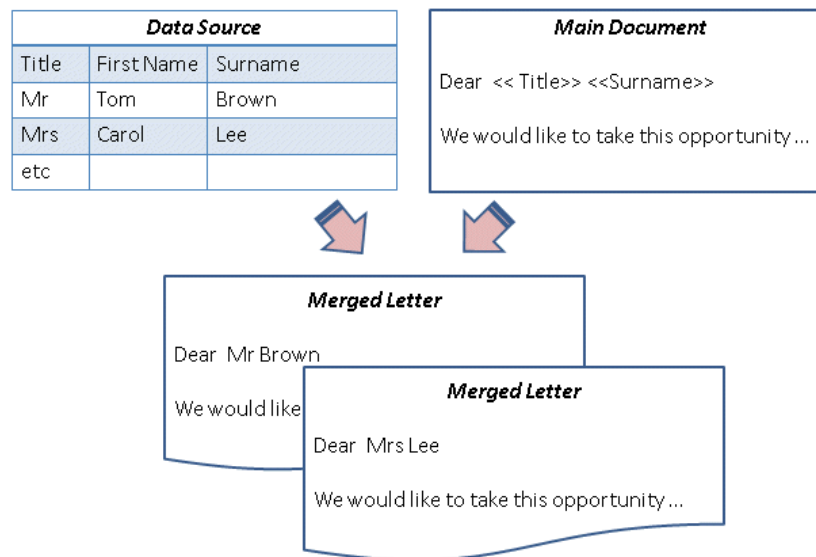 Data Source
Title First Name Surname
Mr Tom Brown
Mrs Carol Lee
etc
Main Document
Dear << Title>> <<Surname>>
We would like to take this opportunity ...
Merged Letter
Dear Mr Brown
We would like
Merged Letter
Dear Mrs Lee
We would like to take this opportunity ...